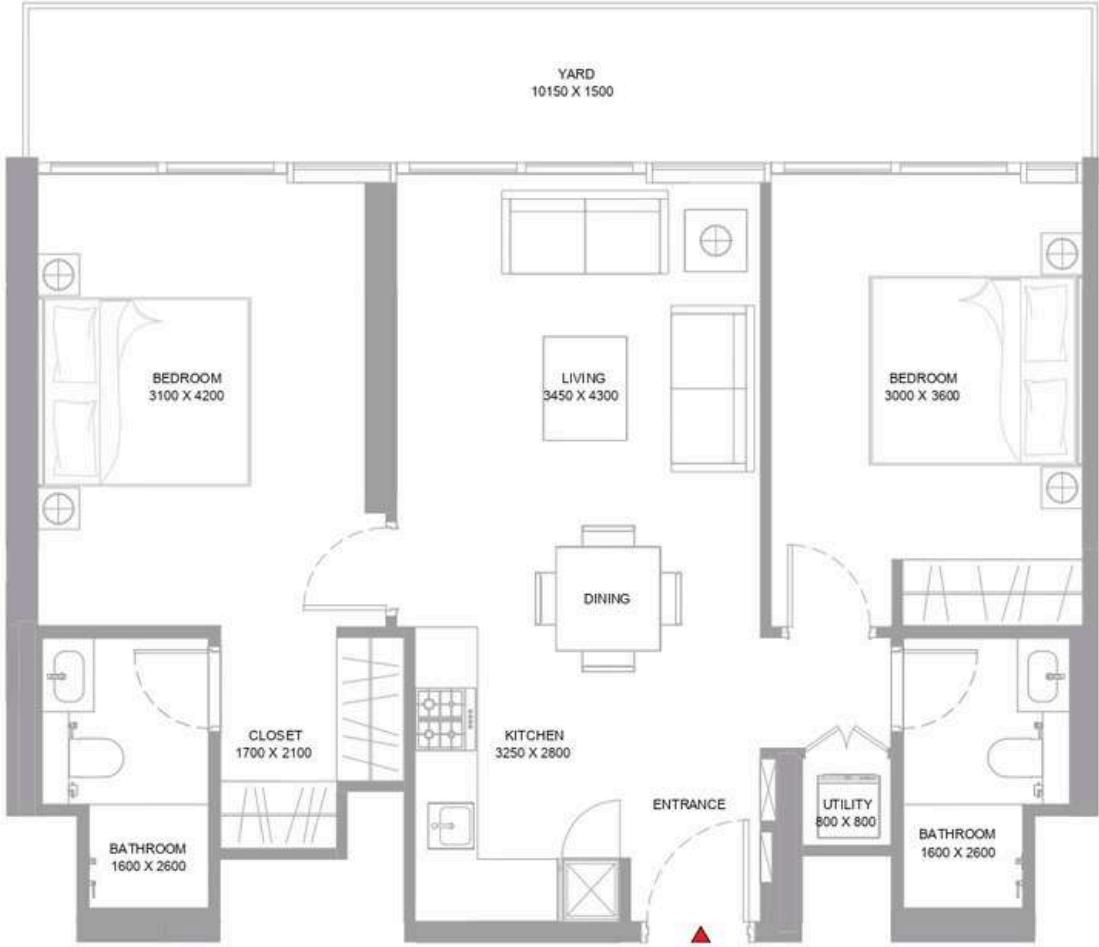 YARD
10150 X 1500
BEDROOM
3100 X 4200
LIVING
3450 X 4300
BEDROOM
3000 X 3600
DINING
CLOSET
1700 X 2100
KITCHEN
3250 X 2800
ENTRANCE
UTILITY
800 X 800
BATHROOM
1600 X 2600
BATHROOM
1600 X 2600